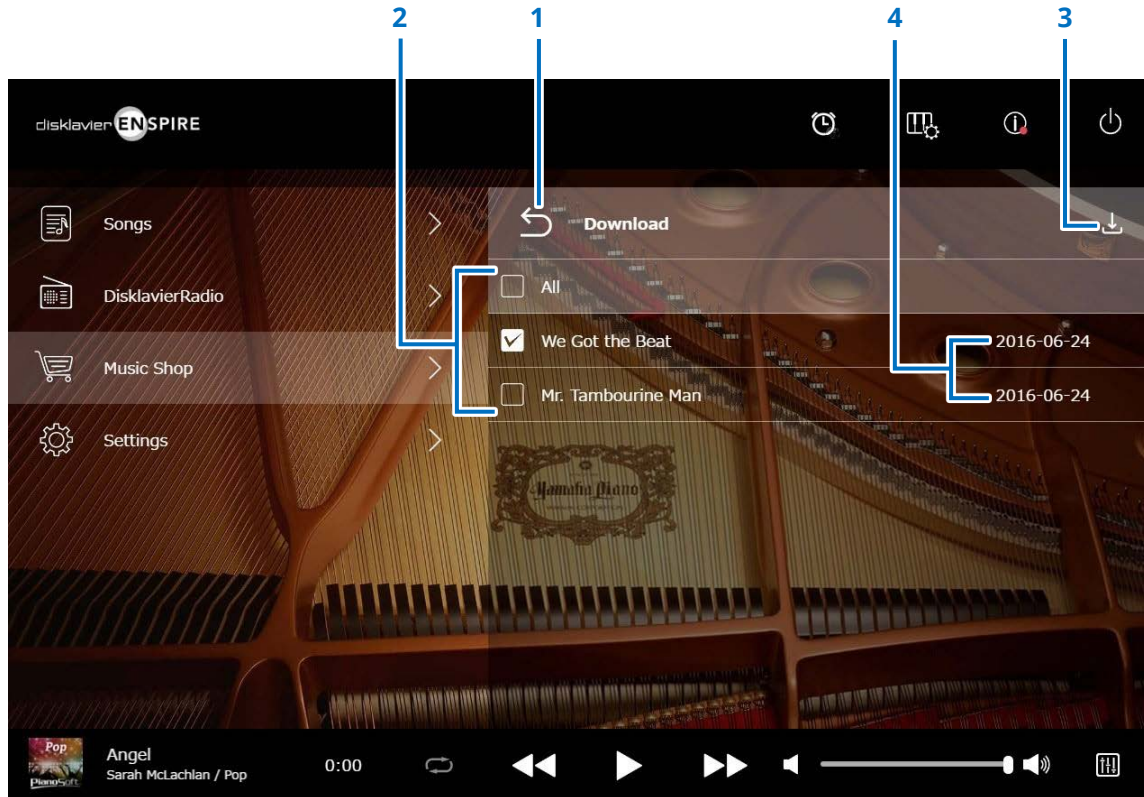 2 1 4 3
disklavier ENSPIRE
Songs
DisklavierRadio
Music Shop
Settings
Download
All
We Got the Beat 2016-06-24
Mr. Tambourine Man 2016-06-24
Yamaha Piano
Pop
PianoSoft
Angel
Sarah McLachlan / Pop
0:00